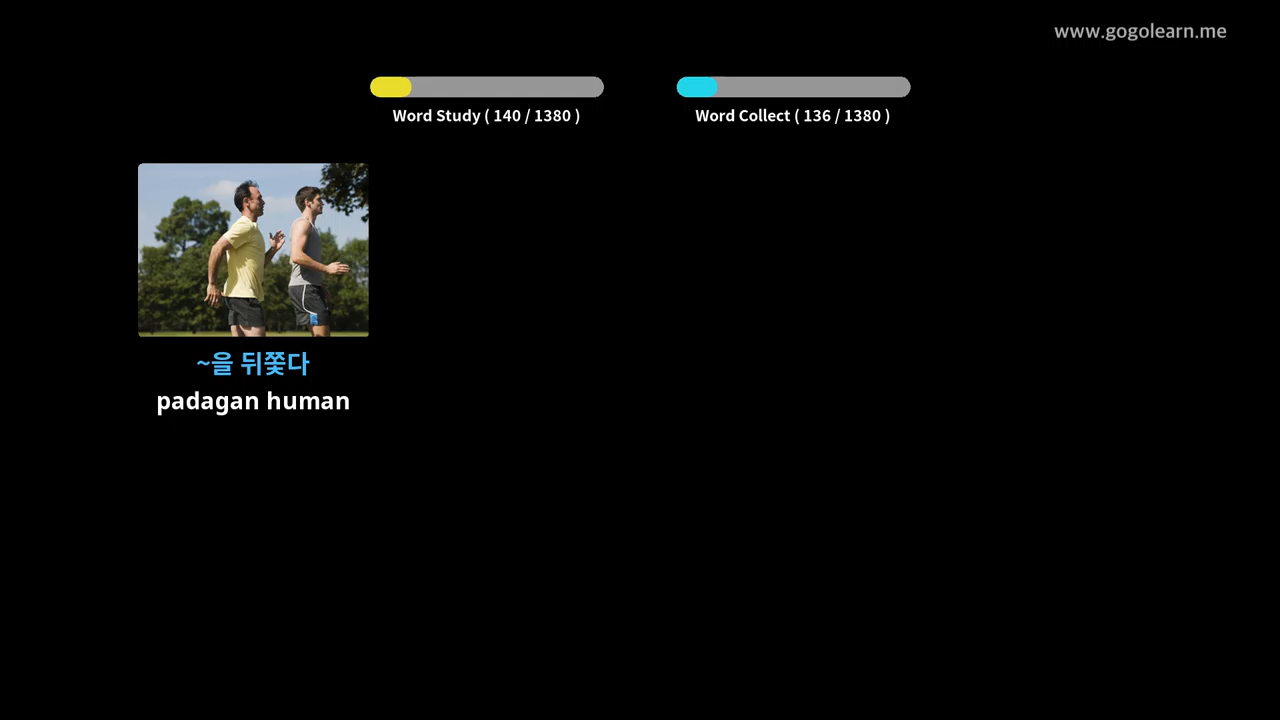 www.gogolearn.me
Word Study ( 140 / 1380 )
Word Collect ( 136 / 1380 )
~을 뒤쫓다
padagan human